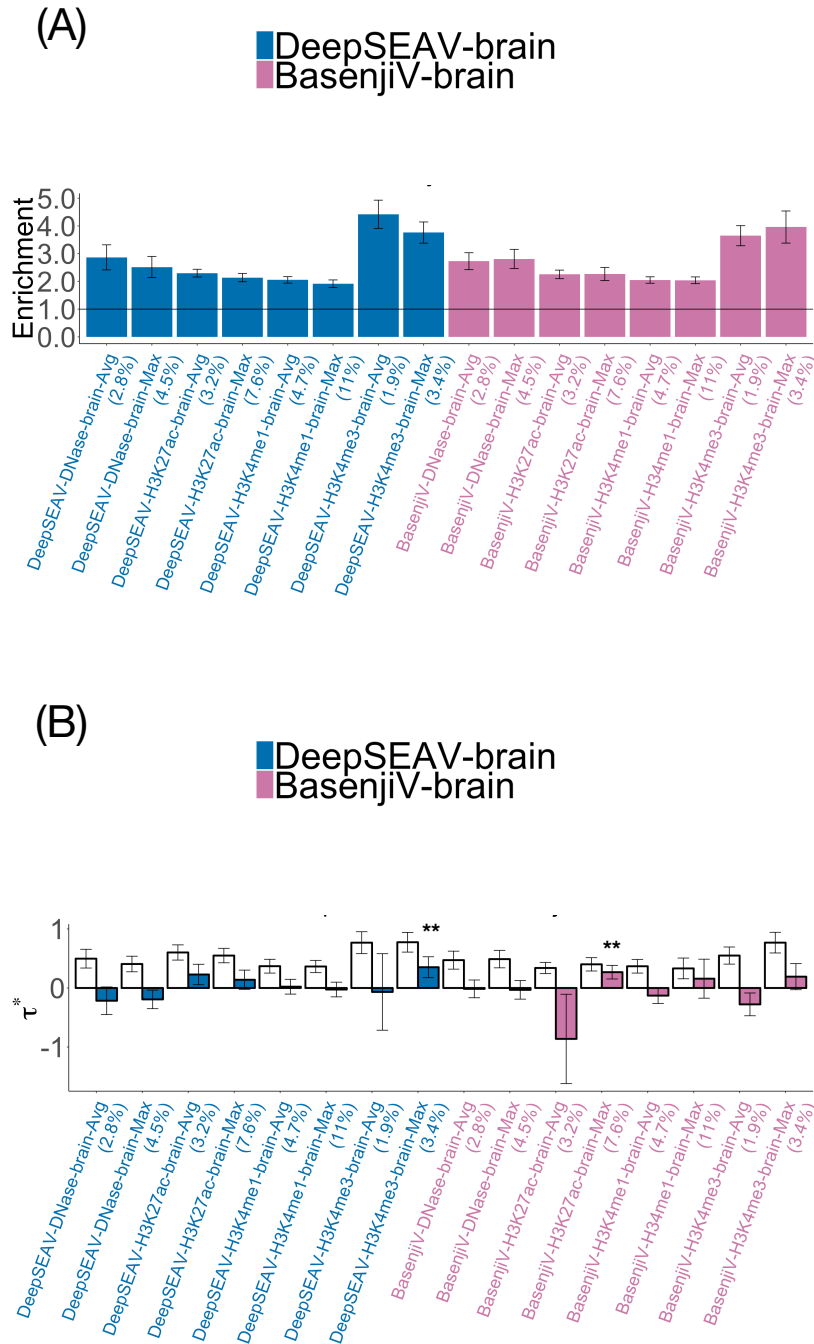 (A)
DeepSEAV-brain
BasenjiV-brain
Enrichment
5.0
4.0
3.0
2.0
1.0
0.0
DeepSEAV-DNase-brain-Avg
(2.8%)
DeepSEAV-DNase-brain-Max
(4.5%)
DeepSEAV-H3K27ac-brain-Avg
(3.2%)
DeepSEAV-H3K27ac-brain-Max
(7.6%)
DeepSEAV-H3K4me1-brain-Avg
(4.7%)
DeepSEAV-H3K4me1-brain-Max
(11%)
DeepSEAV-H3K4me3-brain-Avg
(1.9%)
DeepSEAV-H3K4me3-brain-Max
(3.4%)
BasenjiV-DNase-brain-Avg
(2.8%)
BasenjiV-DNase-brain-Max
(4.5%)
BasenjiV-H3K27ac-brain-Avg
(3.2%)
BasenjiV-H3K27ac-brain-Max
(7.6%)
BasenjiV-H3K4me1-brain-Avg
(4.7%)
BasenjiV-H34me1-brain-Max
(11%)
BasenjiV-H3K4me3-brain-Avg
(1.9%)
BasenjiV-H3K4me3-brain-Max
(3.4%)
(B)
DeepSEAV-brain
BasenjiV-brain
τ*
1
0
-1
**
**
DeepSEAV-DNase-brain-Avg
(2.8%)
DeepSEAV-DNase-brain-Max
(4.5%)
DeepSEAV-H3K27ac-brain-Avg
(3.2%)
DeepSEAV-H3K27ac-brain-Max
(7.6%)
DeepSEAV-H3K4me1-brain-Avg
(4.7%)
DeepSEAV-H3K4me1-brain-Max
(11%)
DeepSEAV-H3K4me3-brain-Avg
(1.9%)
DeepSEAV-H3K4me3-brain-Max
(3.4%)
BasenjiV-DNase-brain-Avg
(2.8%)
BasenjiV-DNase-brain-Max
(4.5%)
BasenjiV-H3K27ac-brain-Avg
(3.2%)
BasenjiV-H3K27ac-brain-Max
(7.6%)
BasenjiV-H3K4me1-brain-Avg
(4.7%)
BasenjiV-H34me1-brain-Max
(11%)
BasenjiV-H3K4me3-brain-Avg
(1.9%)
BasenjiV-H3K4me3-brain-Max
(3.4%)